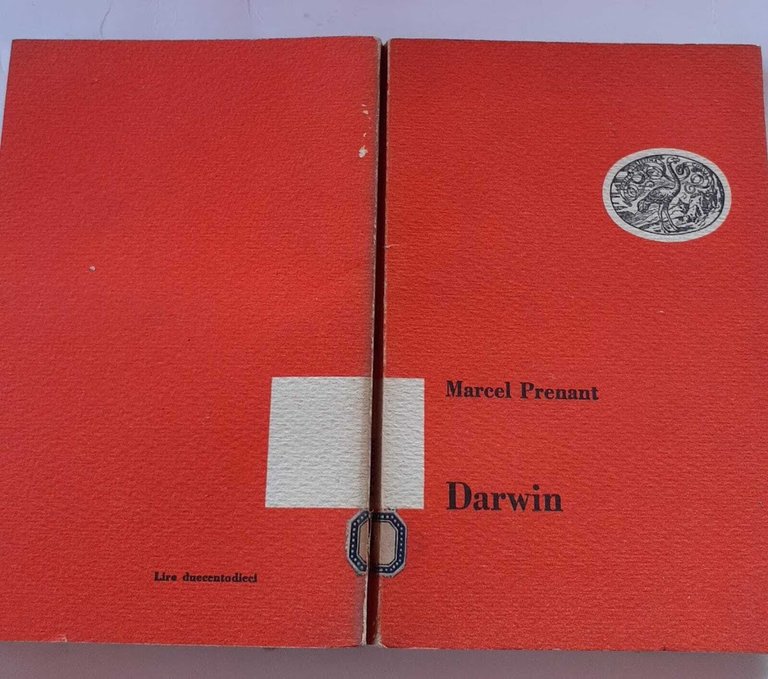 Marcel Prenant
Darwin
Lire duecentodieci